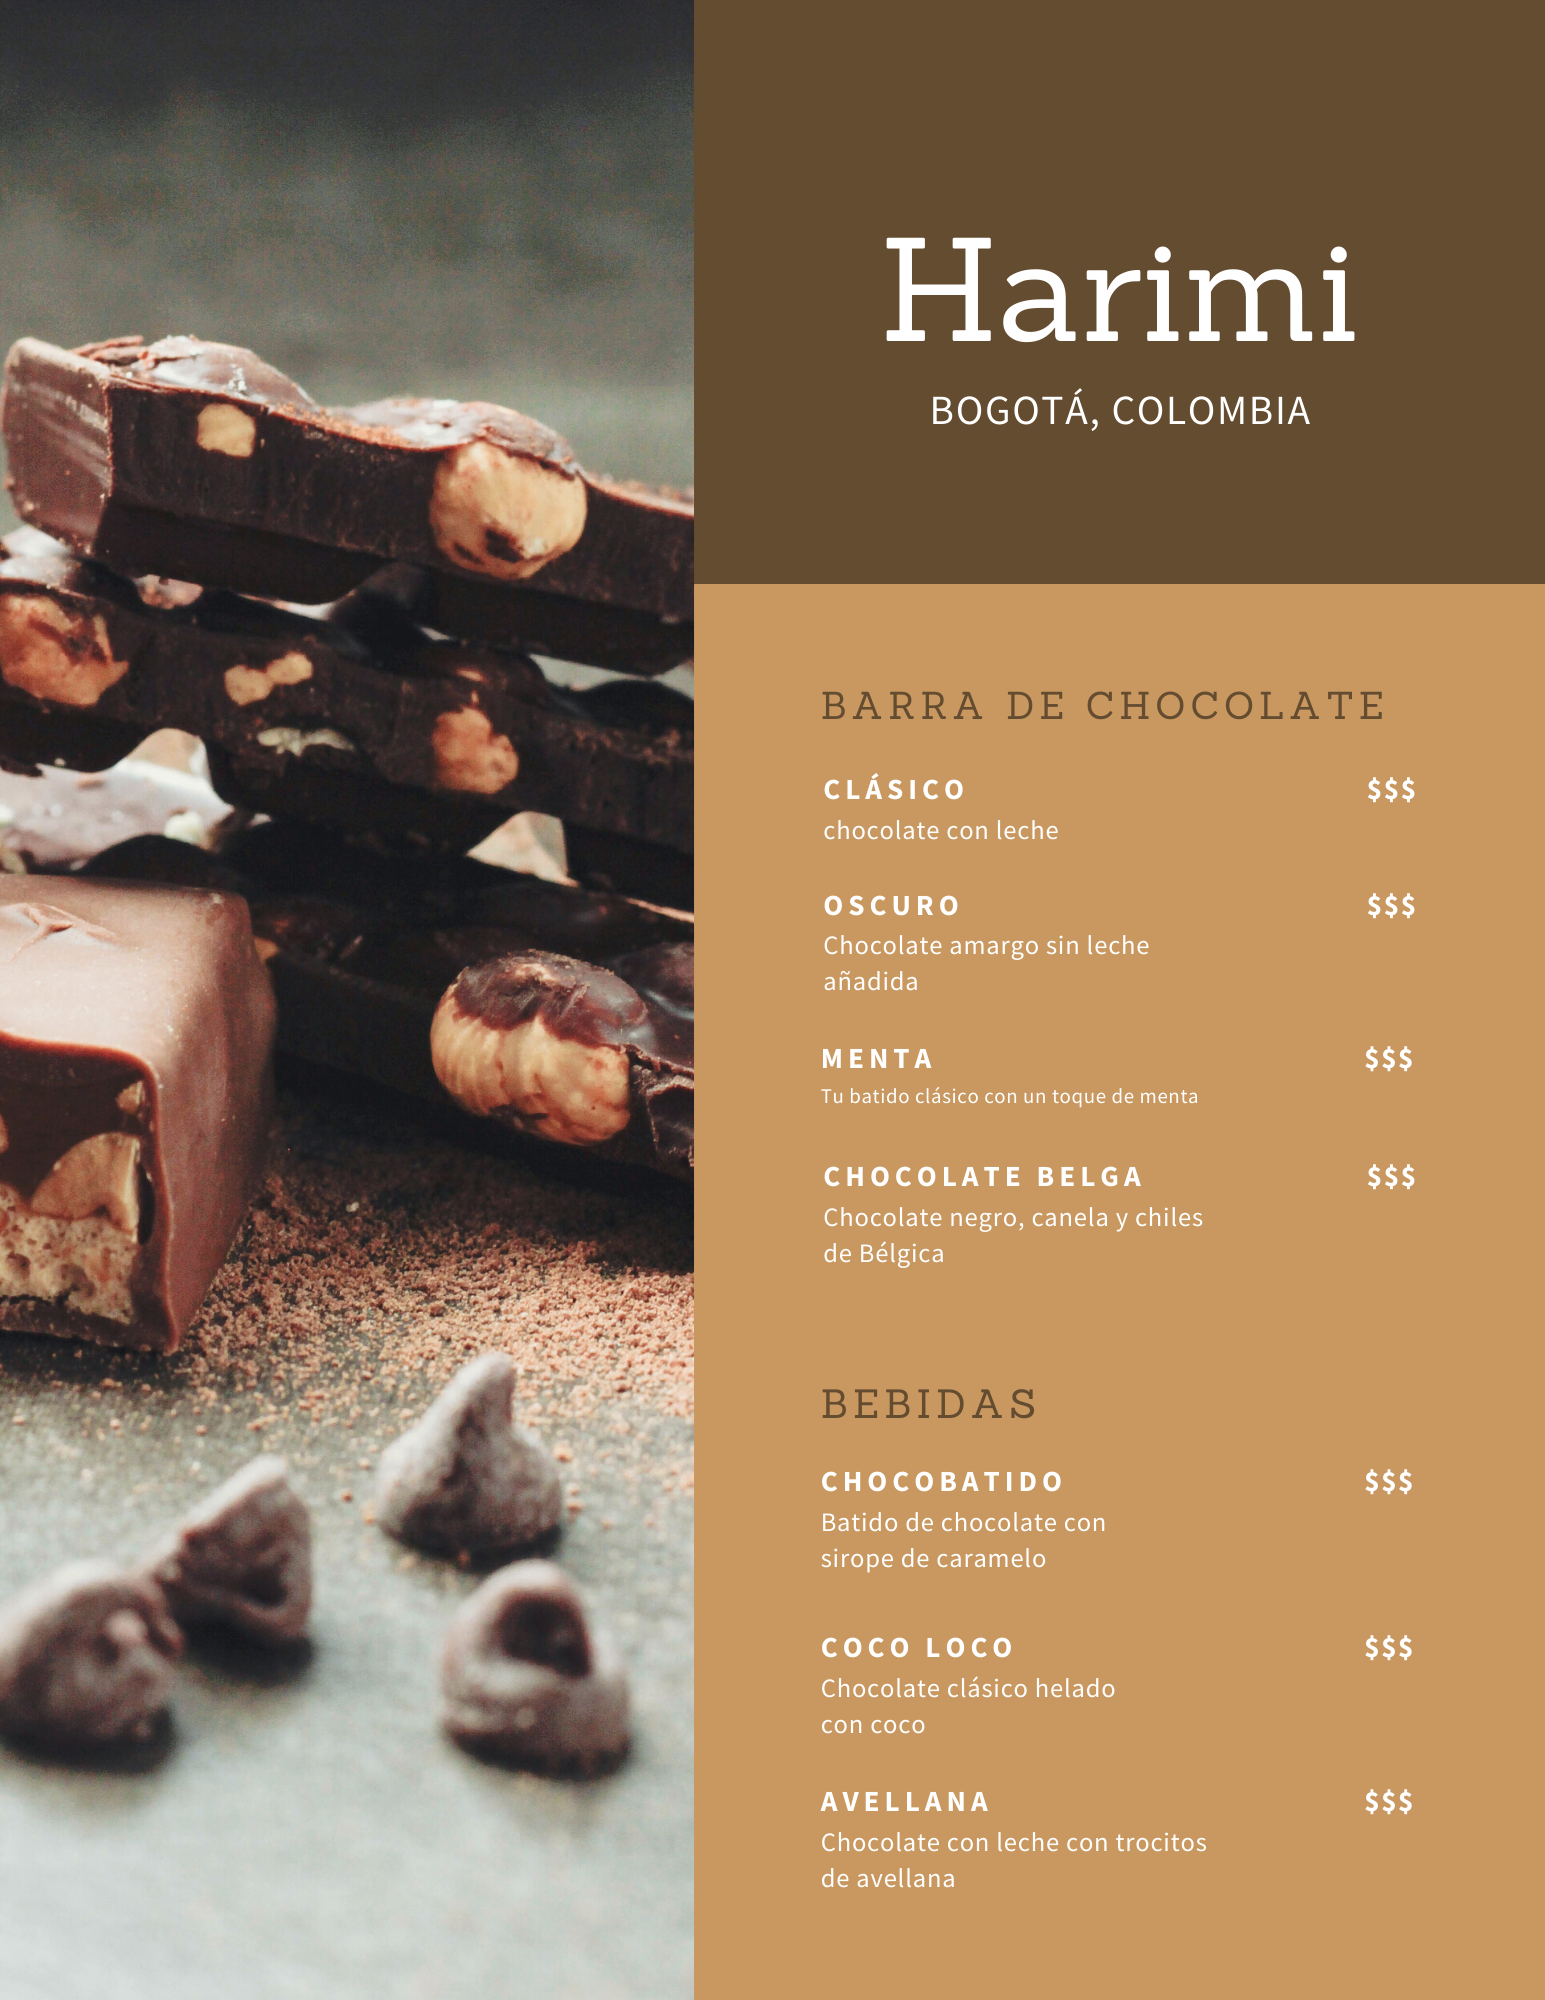 Harimi
BOGOTÁ, COLOMBIA
BARRA DE CHOCOLATE
CLÁSICO $$$
chocolate con leche
OSCURO $$$
Chocolate amargo sin leche
añadida
MENTA $$$
Tu batido clásico con un toque de menta
CHOCOLATE BELGA $$$
Chocolate negro, canela y chiles
de Bélgica
BEBIDAS
CHOCOBATIDO $$$
Batido de chocolate con
sirope de caramelo
COCO LOCO $$$
Chocolate clásico helado
con coco
AVELLANA $$$
Chocolate con leche con trocitos
de avellana